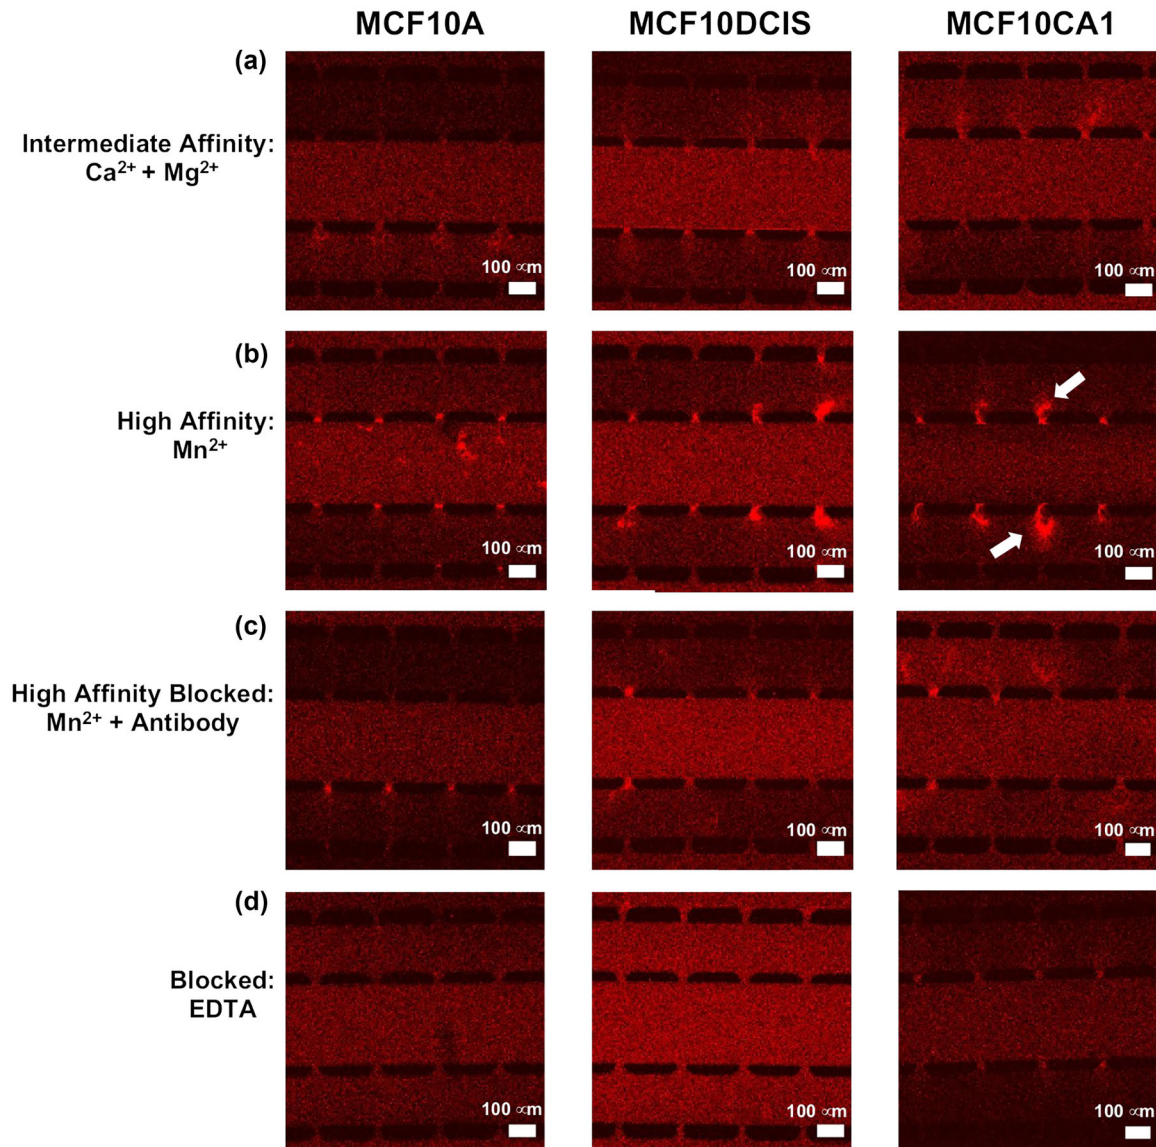 MCF10A MCF10DCIS MCF10CA1
(a)
Intermediate Affinity:
Ca²⁺ + Mg²⁺
100 ∝m 100 ∝m 100 ∝m
(b)
High Affinity:
Mn²⁺
100 ∝m 100 ∝m 100 ∝m
(c)
High Affinity Blocked:
Mn²⁺ + Antibody
100 ∝m 100 ∝m 100 ∝m
(d)
Blocked:
EDTA
100 ∝m 100 ∝m 100 ∝m